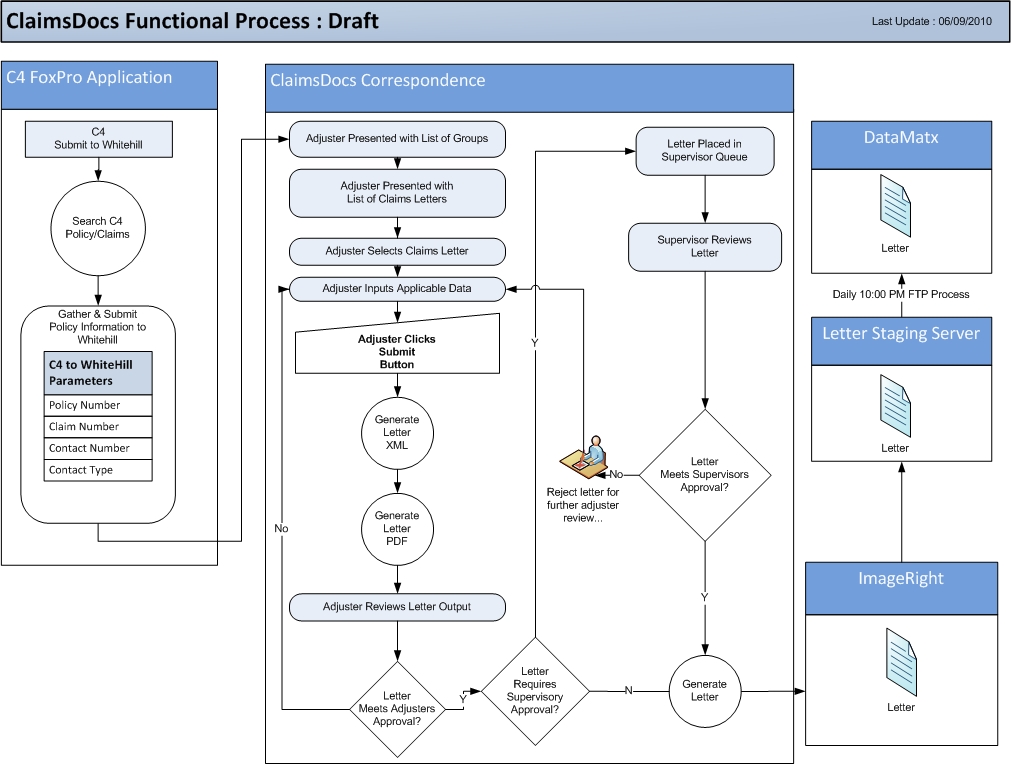 ClaimsDocs Functional Process : Draft
Last Update : 06/09/2010
C4 FoxPro Application
C4
Submit to Whitehill
Search C4
Policy/Claims
Gather & Submit
Policy Information to
Whitehill
C4 to WhiteHill
Parameters
Policy Number
Claim Number
Contact Number
Contact Type
ClaimsDocs Correspondence
Adjuster Presented with List of Groups
Adjuster Presented with
List of Claims Letters
Adjuster Selects Claims Letter
Adjuster Inputs Applicable Data
Adjuster Clicks
Submit
Button
Generate
Letter
XML
Generate
Letter
PDF
Adjuster Reviews Letter Output
Letter
Meets Adjusters
Approval?
No
Y
Letter
Requires
Supervisory
Approval?
Y
N
Letter Placed in
Supervisor Queue
Supervisor Reviews
Letter
Letter
Meets Supervisors
Approval?
No
Reject letter for
further adjuster
review...
Y
Generate
Letter
DataMatx
Letter
Daily 10:00 PM FTP Process
Letter Staging Server
Letter
ImageRight
Letter